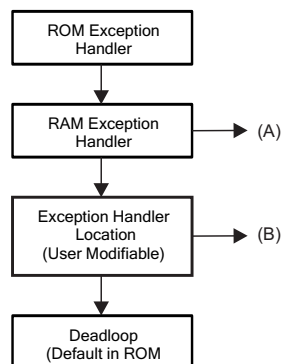 ROM Exception
Handler
RAM Exception
Handler
(A)
Exception Handler
Location
(User Modifiable)
(B)
Deadloop
(Default in ROM